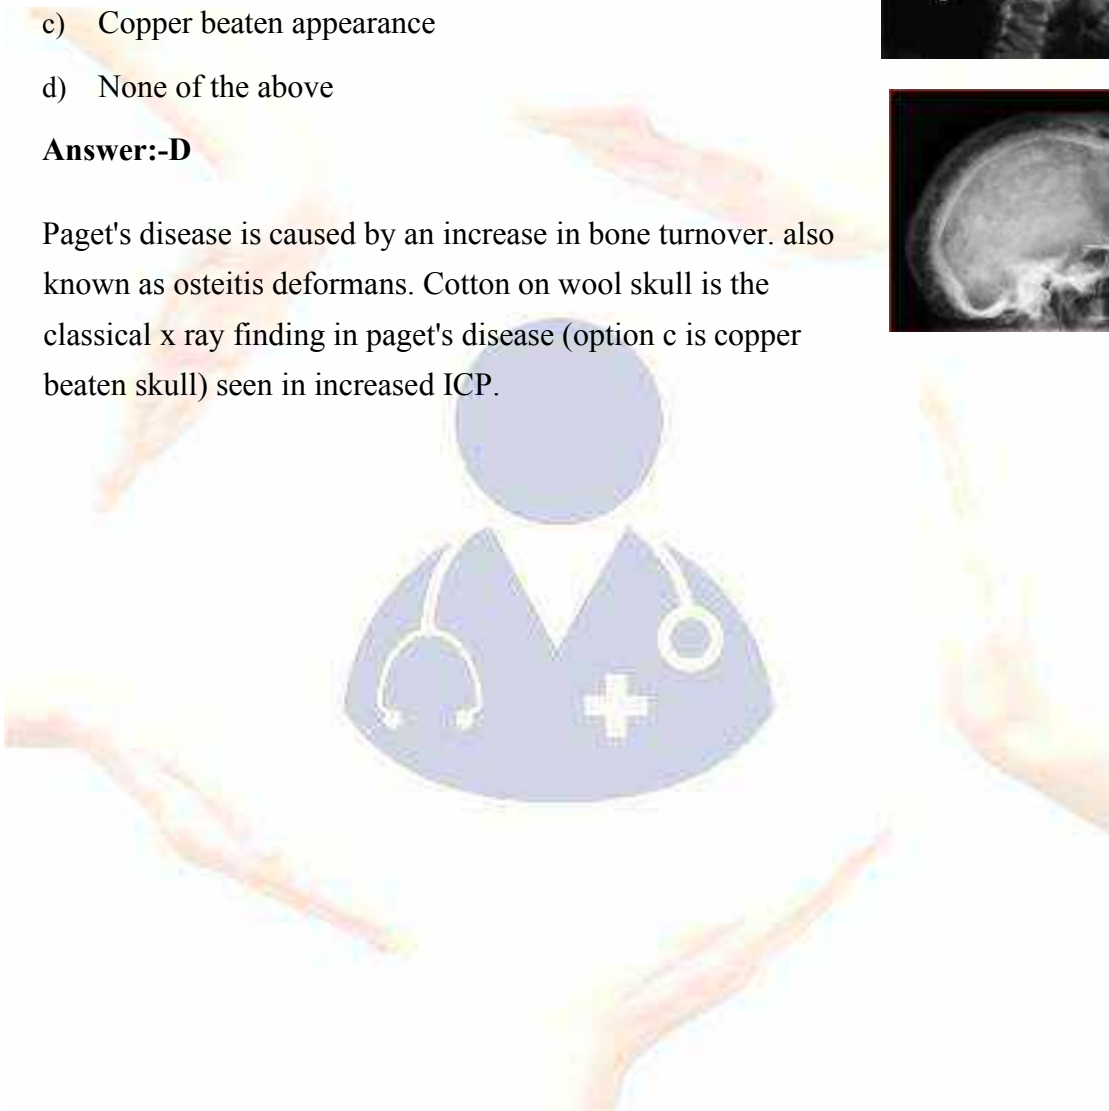 c) Copper beaten appearance
d) None of the above
Answer:-D
Paget's disease is caused by an increase in bone turnover. also
known as osteitis deformans. Cotton on wool skull is the
classical x ray finding in paget's disease (option c is copper
beaten skull) seen in increased ICP.